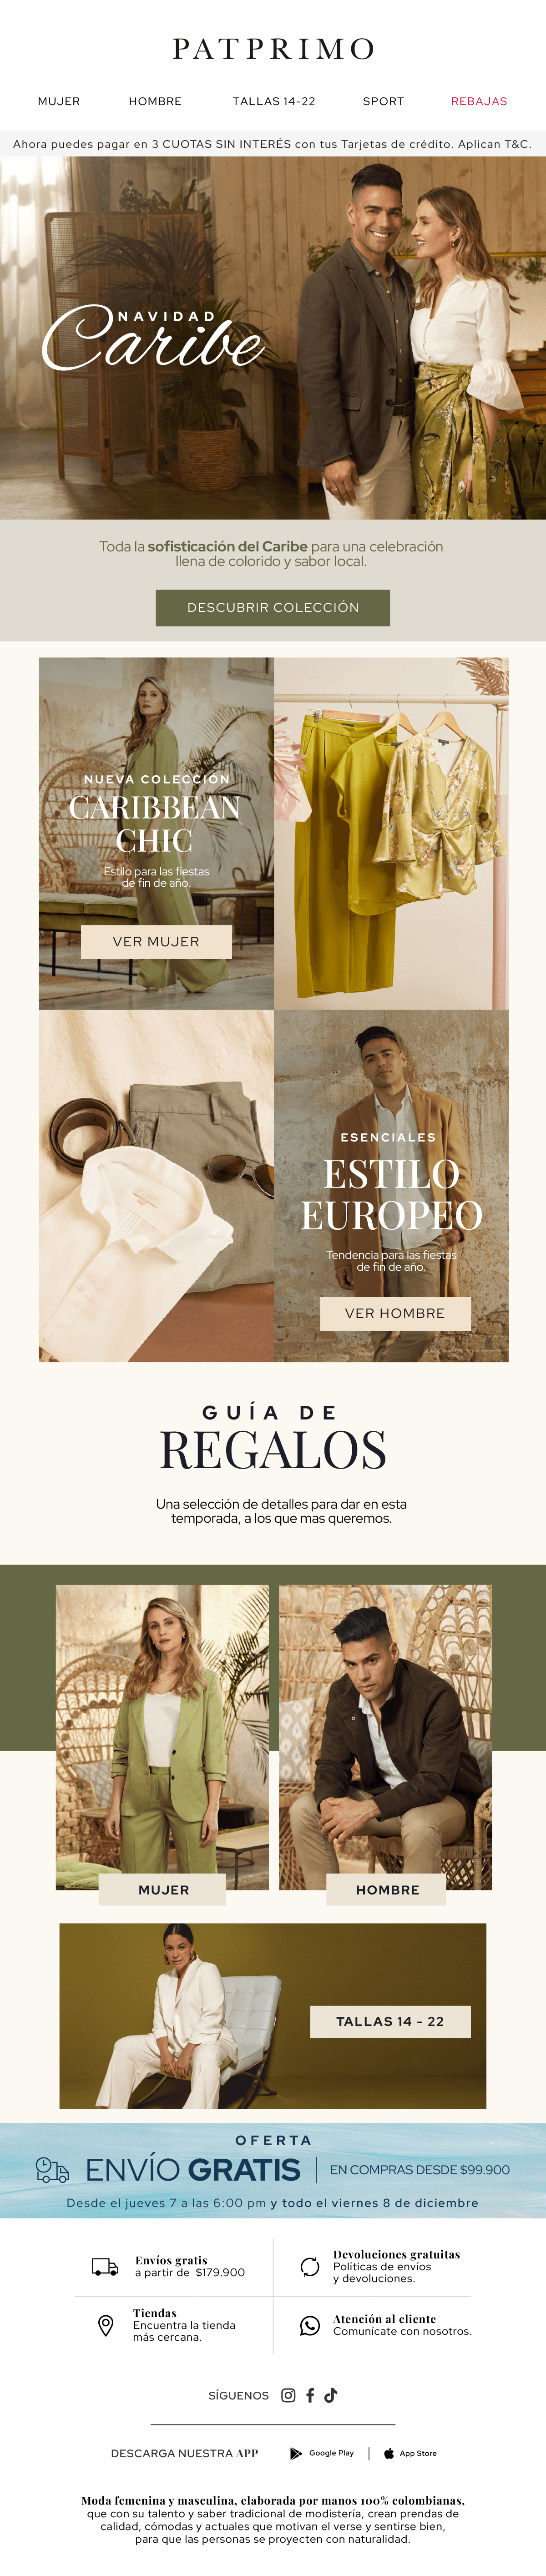 PATPRIMO
MUJER HOMBRE TALLAS 14-22 SPORT REBAJAS
Ahora puedes pagar en 3 CUOTAS SIN INTERÉS con tus Tarjetas de crédito. Aplican T&C.
NAVIDAD
Caribe
Toda la sofisticación del Caribe para una celebración
llena de colorido y sabor local.
DESCUBRIR COLECCIÓN
NUEVA COLECCIÓN
CARIBBEAN
CHIC
Estilo para las fiestas
de fin de año.
VER MUJER
ESENCIALES
ESTILO
EUROPEO
Tendencia para las fiestas
de fin de año.
VER HOMBRE
GUÍA DE
REGALOS
Una selección de detalles para dar en esta
temporada, a los que mas queremos.
MUJER
HOMBRE
TALLAS 14 - 22
OFERTA
ENVÍO GRATIS | EN COMPRAS DESDE $99.900
Desde el jueves 7 a las 6:00 pm y todo el viernes 8 de diciembre
Envíos gratis
a partir de $179.900
Devoluciones gratuitas
Políticas de envíos
y devoluciones.
Tiendas
Encuentra la tienda
más cercana.
Atención al cliente
Comunícate con nosotros.
SÍGUENOS
DESCARGA NUESTRA APP Google Play | App Store
Moda femenina y masculina, elaborada por manos 100% colombianas,
que con su talento y saber tradicional de modistería, crean prendas de
calidad, cómodas y actuales que motivan el verse y sentirse bien,
para que las personas se proyecten con naturalidad.